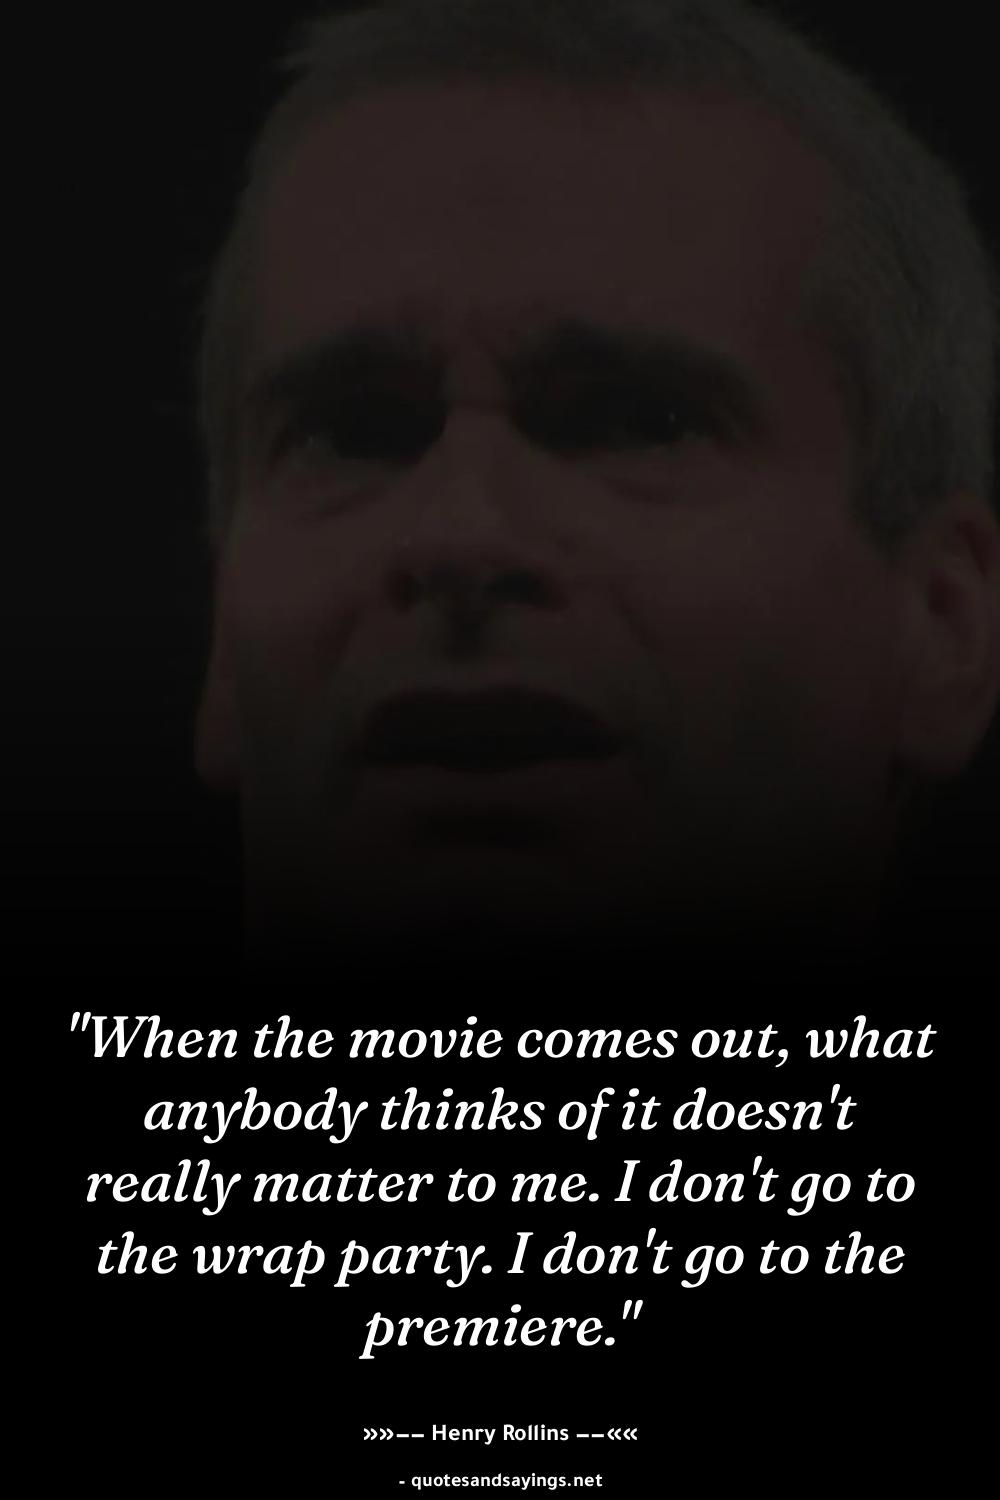 "When the movie comes out, what
anybody thinks of it doesn't
really matter to me. I don't go to
the wrap party. I don't go to the
premiere."
»»–– Henry Rollins ––««
- quotesandsayings.net